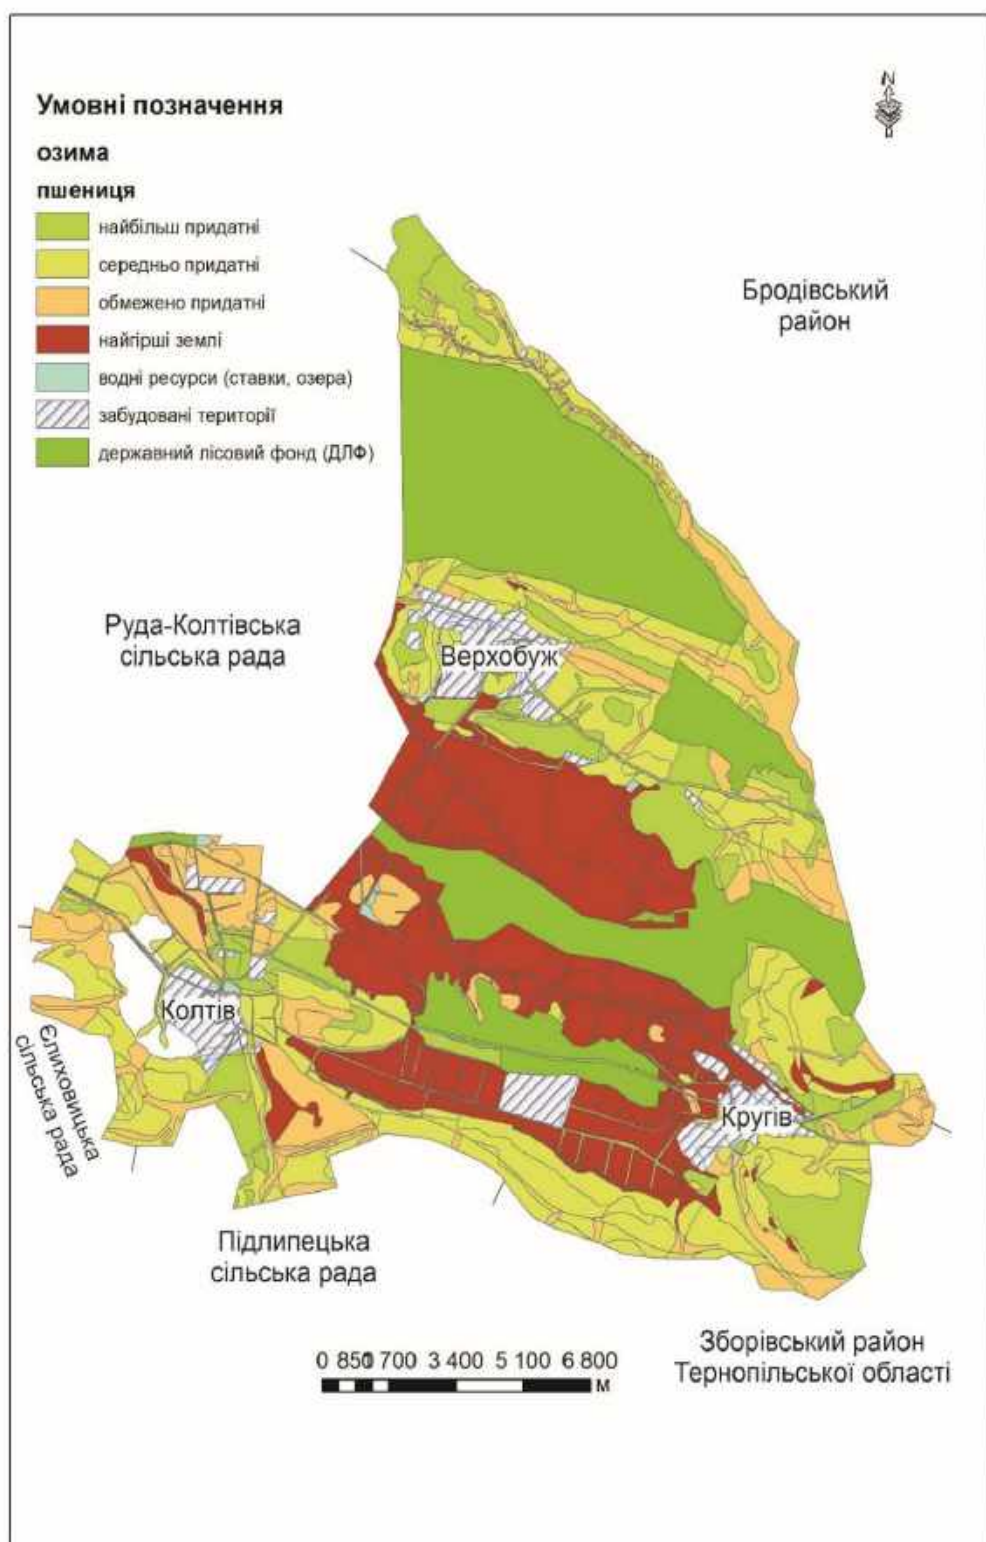 N
Умовні позначення
озима
пшениця
найбільш придатні
середньо придатні
обмежено придатні
найгірші землі
водні ресурси (ставки, озера)
забудовані території
державний лісовий фонд (ДЛФ)
Бродівський
район
Руда-Колтівська
сільська рада
Верхобуж
Колтів
Єлиховицька
сільська рада
Кругів
Підлипецька
сільська рада
Зборівський район
Тернопільської області
0 850 1 700 3 400 5 100 6 800
м